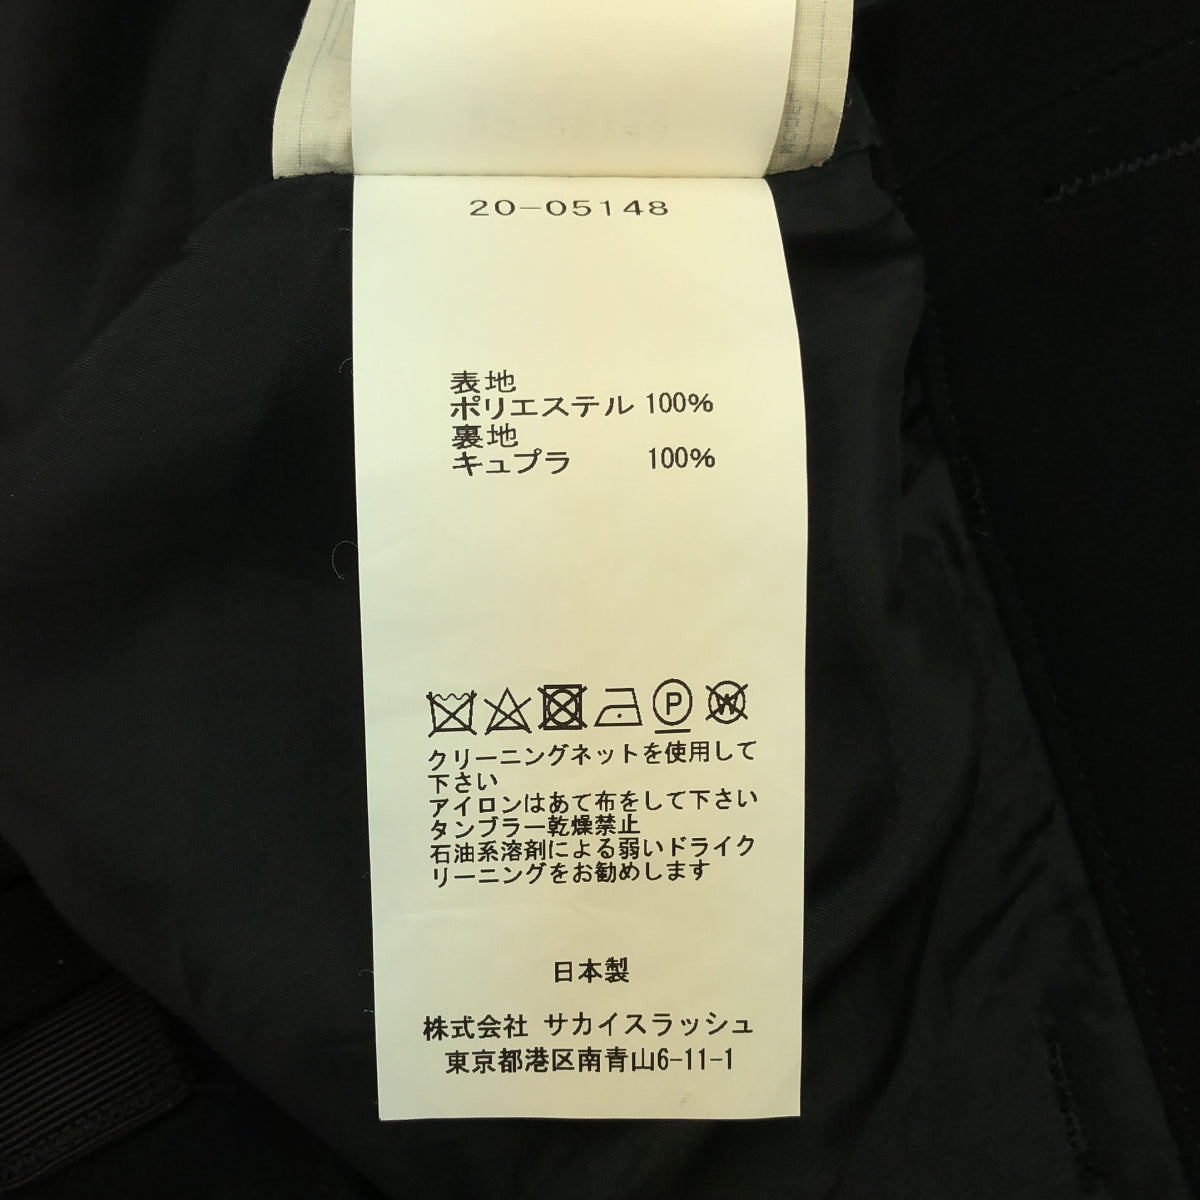 20-05148
表地
ポリエステル 100%
裏地
キュプラ 100%
P W
クリーニングネットを使用して
下さい
アイロンはあて布をして下さい
タンブラー乾燥禁止
石油系溶剤による弱いドライク
リーニングをお勧めします
日本製
株式会社 サカイスラッシュ
東京都港区南青山6-11-1